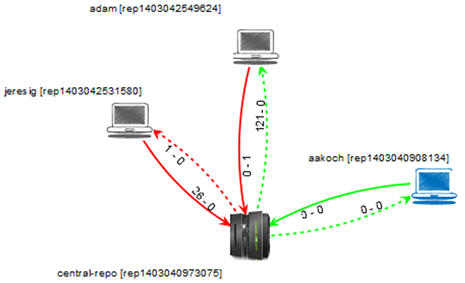 adam [rep1403042549624]
jeresig [rep1403042531580]
121 - 0
1 - 0
0 - 1
aakoch [rep1403040908134]
26 - 0
0 - 0
0 - 0
central-repo [rep1403040973075]